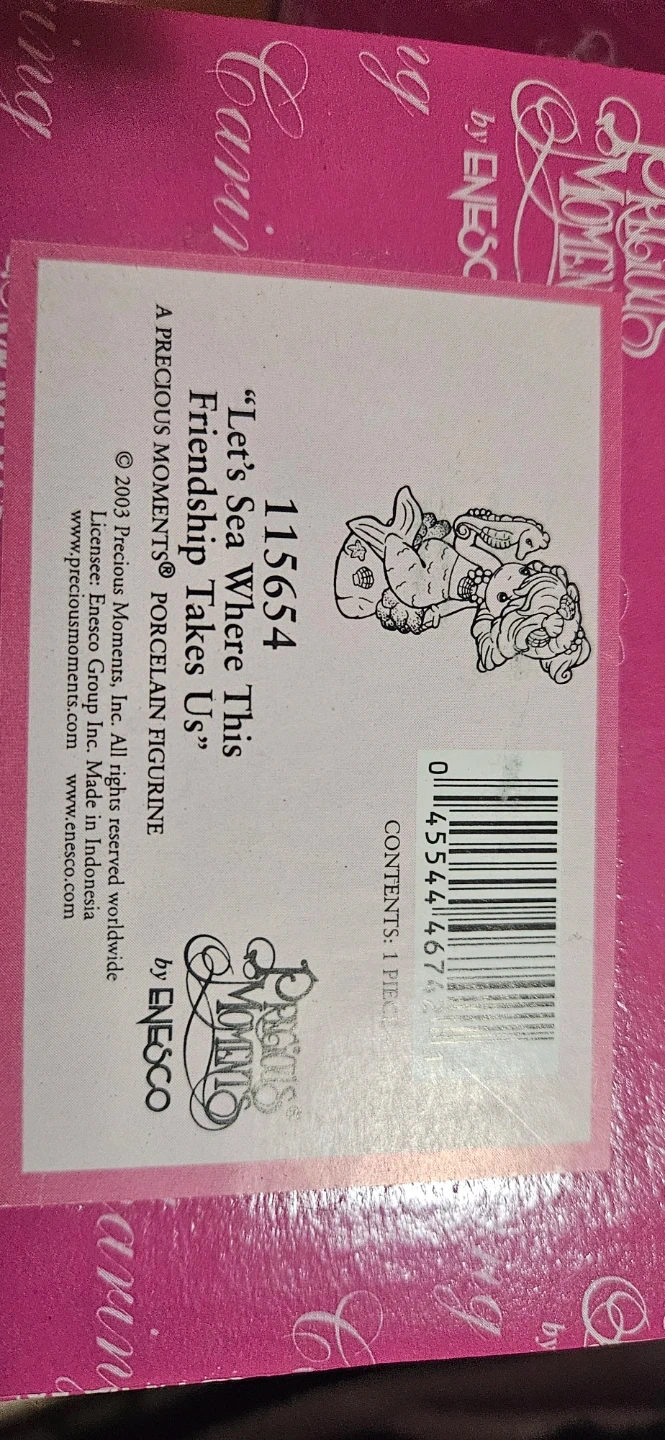 Precious
Moments
by ENESCO
Caring
115654
"Let's Sea Where This
Friendship Takes Us"
A PRECIOUS MOMENTS® PORCELAIN FIGURINE
© 2003 Precious Moments, Inc. All rights reserved worldwide
Licensee: Enesco Group Inc. Made in Indonesia
www.preciousmoments.com www.enesco.com
0 45544 4674
CONTENTS: 1 PIECE
PRECIOUS®
MOMENTS
by ENESCO